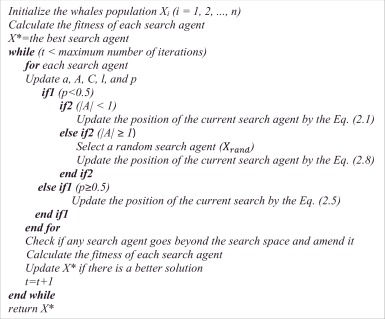 Initialize the whales population Xi (i = 1, 2, ..., n)
Calculate the fitness of each search agent
X*=the best search agent
while (t < maximum number of iterations)
for each search agent
Update a, A, C, l, and p
if1 (p<0.5)
if2 (|A| < 1)
Update the position of the current search agent by the Eq. (2.1)
else if2 (|A| ≥ 1)
Select a random search agent (Xrand)
Update the position of the current search agent by the Eq. (2.8)
end if2
else if1 (p≥0.5)
Update the position of the current search by the Eq. (2.5)
end if1
end for
Check if any search agent goes beyond the search space and amend it
Calculate the fitness of each search agent
Update X* if there is a better solution
t=t+1
end while
return X*